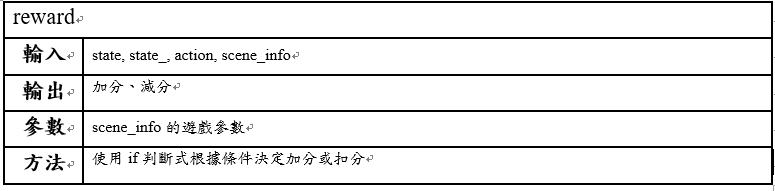 reward
輸入 state, state_, action, scene_info
輸出 加分、減分
參數 scene_info 的遊戲參數
方法 使用 if 判斷式根據條件決定加分或扣分